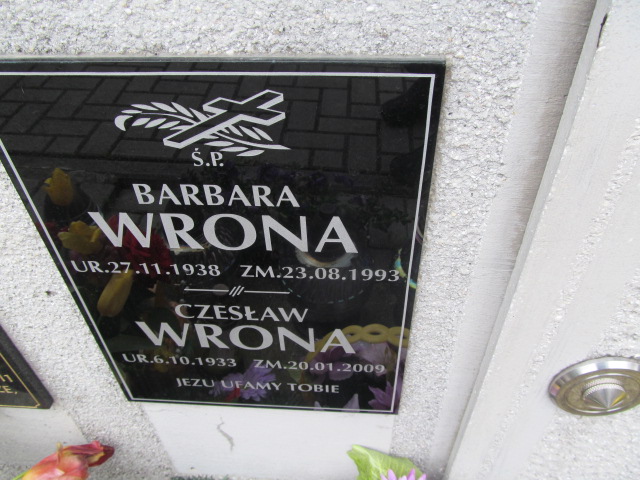 Ś.P.
BARBARA
WRONA
UR.27.11.1938 ZM.23.08.1993
CZESŁAW
WRONA
UR.6.10.1933 ZM.20.01.2009
JEZU UFAMY TOBIE